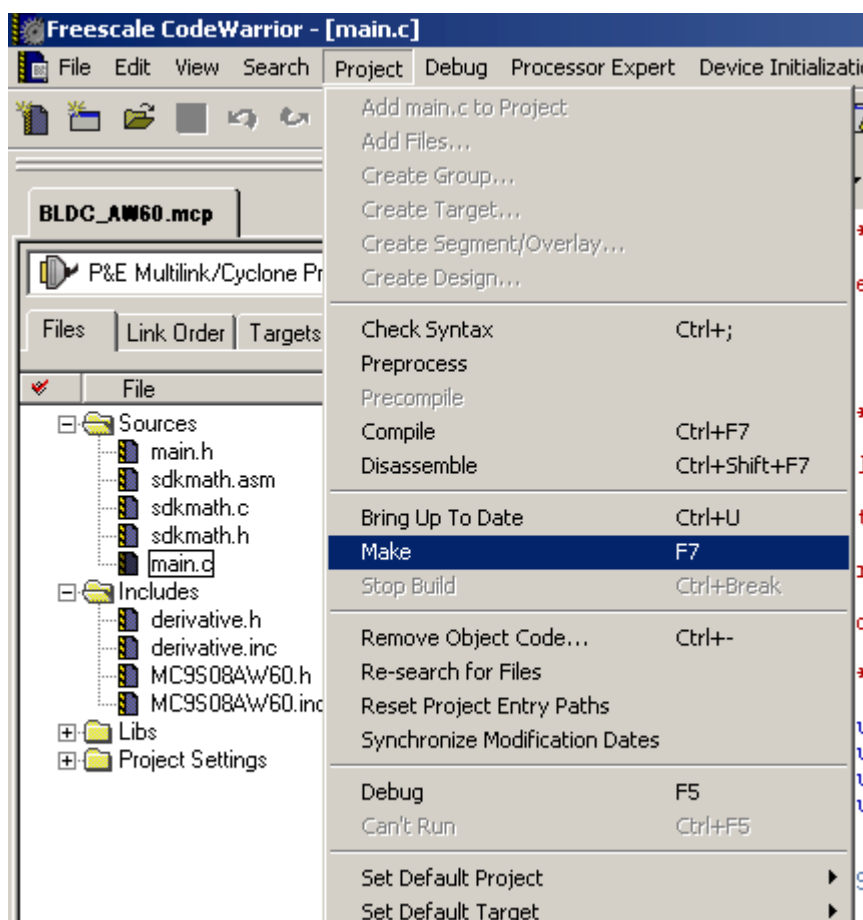 Freescale CodeWarrior - [main.c]
File Edit View Search Project Debug Processor Expert Device
BLDC_AW60.mcp
P&E Multilink/Cyclone
Files Link Order Targets
File
Sources
main.h
sdkmath.asm
sdkmath.c
sdkmath.h
main.c
Includes
derivative.h
derivative.inc
MC9S08AW60.h
MC9S08AW60.inc
Libs
Project Settings
Add main.c to Project
Add Files...
Create Group...
Create Target...
Create Segment/Overlay...
Create Design...
Check Syntax Ctrl+;
Preprocess
Precompile
Compile Ctrl+F7
Disassemble Ctrl+Shift+F7
Bring Up To Date Ctrl+U
Make F7
Stop Build Ctrl+Break
Remove Object Code... Ctrl+-
Re-search for Files
Reset Project Entry Paths
Synchronize Modification Dates
Debug F5
Can't Run Ctrl+F5
Set Default Project
Set Default Target